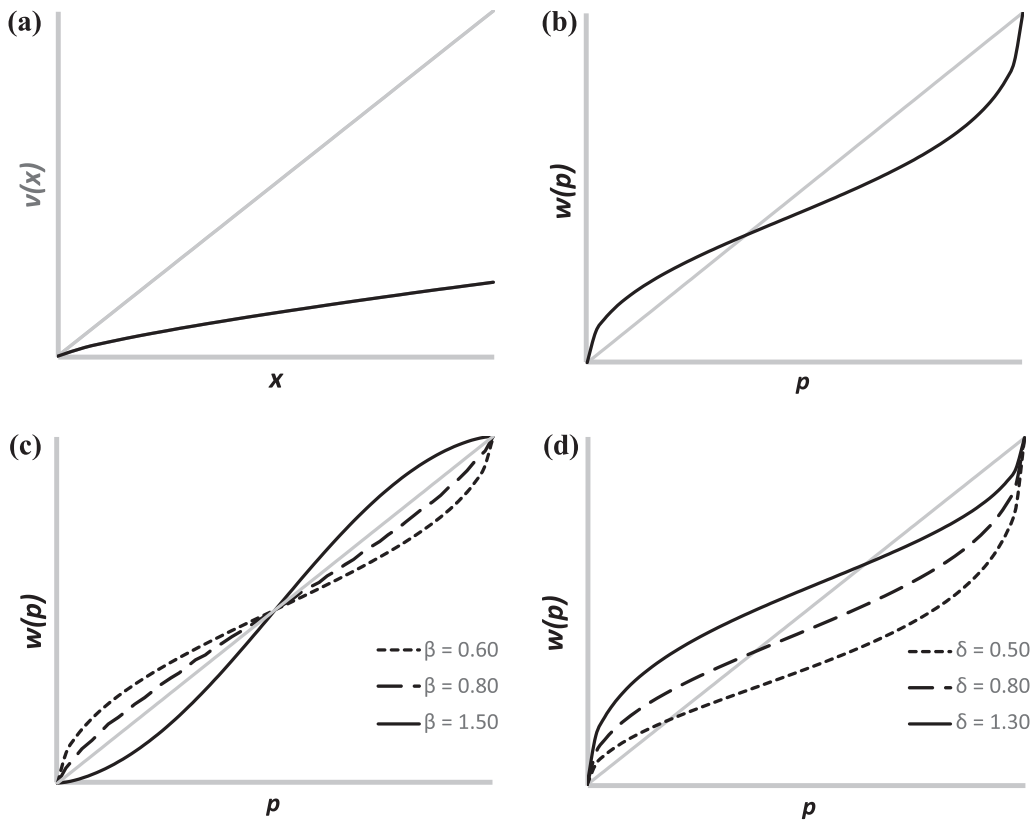 (a)
v(x)
x
(b)
w(p)
p
(c)
w(p)
β = 0.60
β = 0.80
β = 1.50
p
(d)
w(p)
δ = 0.50
δ = 0.80
δ = 1.30
p